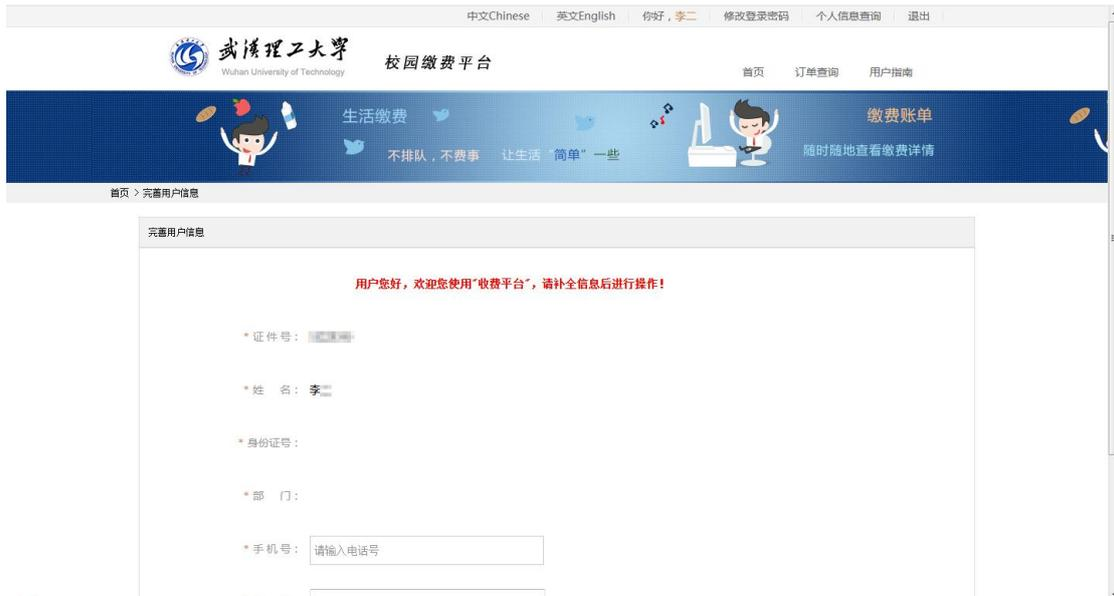 中文Chinese 英文English 你好，李二 修改登录密码 个人信息查询 退出
武汉理工大学
Wuhan University of Technology
校园缴费平台
首页 订单查询 用户指南
生活缴费
不排队，不费事 让生活“简单”一些
缴费账单
随时随地查看缴费详情
首页 > 完善用户信息
完善用户信息
用户您好，欢迎您使用"收费平台"，请补全信息后进行操作！
* 证件号：
* 姓 名： 李
* 身份证号：
* 部 门：
* 手机号： 请输入电话号